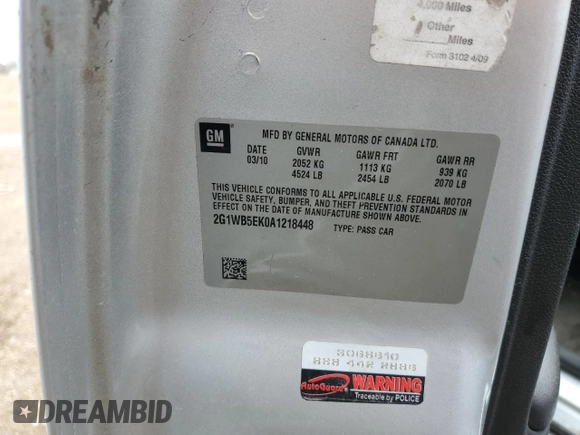 3,000 Miles
Other
Miles
Form 3102 4/09
GM
MFD BY GENERAL MOTORS OF CANADA LTD.
DATE GVWR GAWR FRT GAWR RR
03/10 2052 KG 1113 KG 939 KG
4524 LB 2454 LB 2070 LB
THIS VEHICLE CONFORMS TO ALL APPLICABLE U.S. FEDERAL MOTOR
VEHICLE SAFETY, BUMPER, AND THEFT PREVENTION STANDARDS IN
EFFECT ON THE DATE OF MANUFACTURE SHOWN ABOVE.
2G1WB5EK0A1218448 TYPE: PASS CAR
WARNING
Traceable by POLICE
DREAMBID